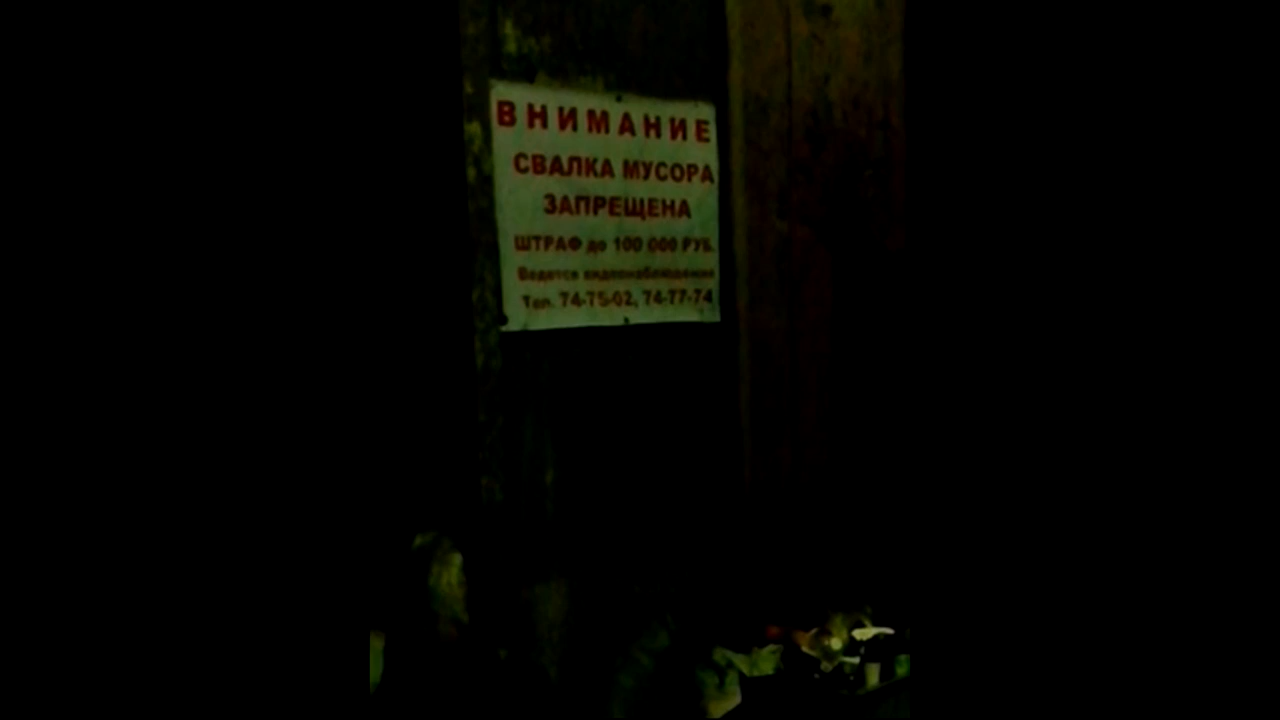 ВНИМАНИЕ
СВАЛКА МУСОРА
ЗАПРЕЩЕНА
ШТРАФ до 100 000 РУБ.
Ведется видеонаблюдение
Тел. 74-75-02, 74-77-74